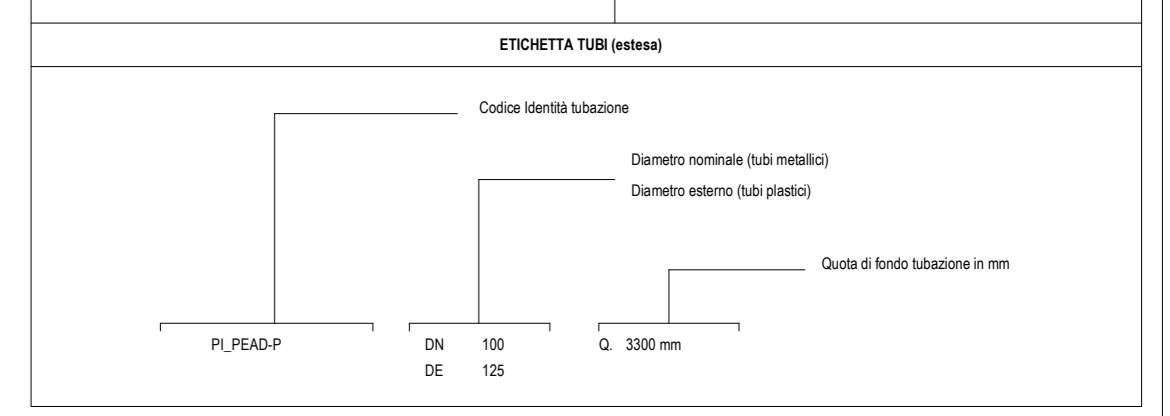 ETICHETTA TUBI (estesa)
Codice Identità tubazione
Diametro nominale (tubi metallici)
Diametro esterno (tubi plastici)
Quota di fondo tubazione in mm
PI_PEAD-P DN 100 Q. 3300 mm
DE 125